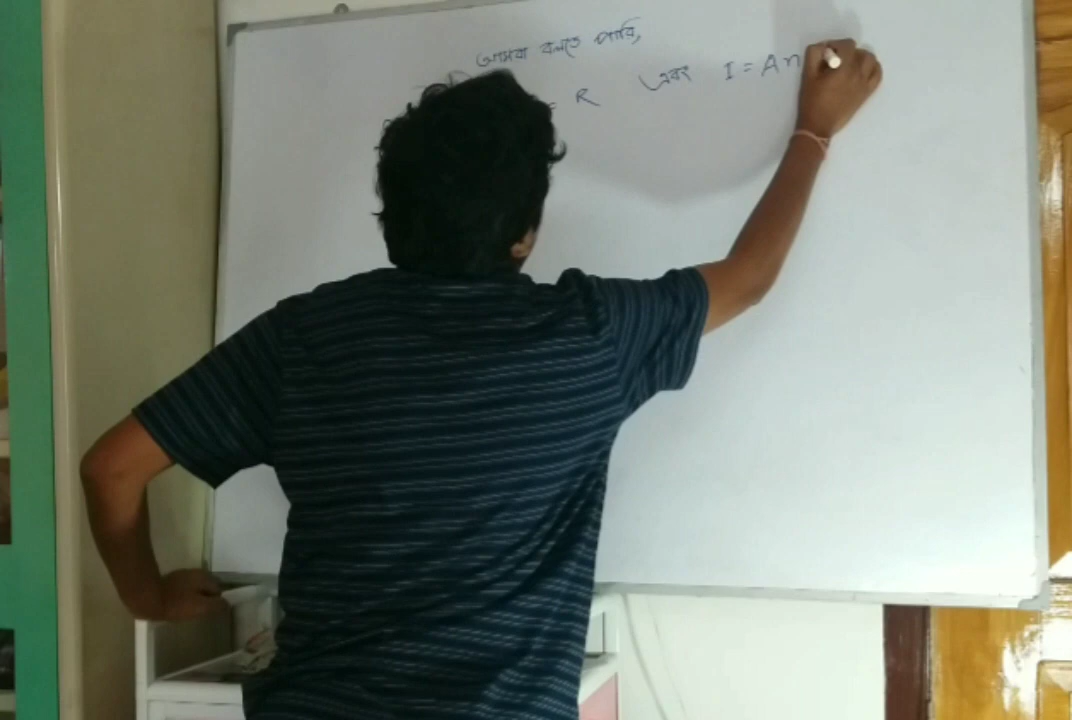 আমরা বলতে পারি,
= R এবং I = An